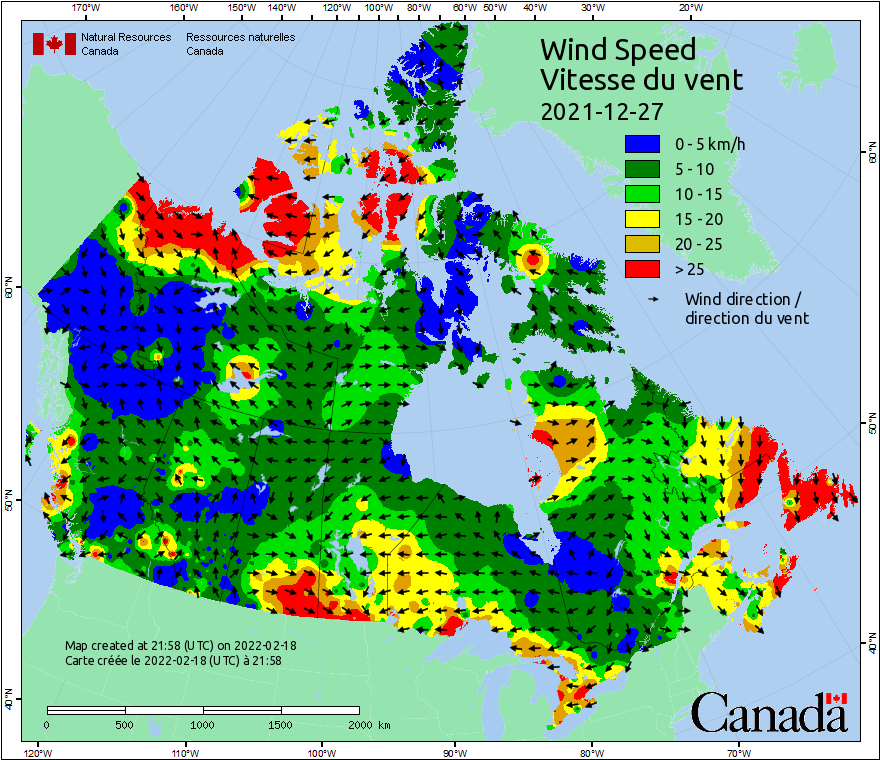 170°W 160°W 150°W 140°W 120°W 100°W 80°W 60°W 50°W 40°W 30°W 20°W
Natural Resources Ressources naturelles
Canada Canada
Wind Speed
Vitesse du vent
2021-12-27
0 - 5 km/h
5 - 10
10 - 15
15 - 20
20 - 25
> 25
Wind direction /
direction du vent
60°N
50°N
40°N
60°N
50°N
40°N
Map created at 21:58 (UTC) on 2022-02-18
Carte créée le 2022-02-18 (UTC) à 21:58
0 500 1000 1500 2000 km
Canada
120°W 110°W 100°W 90°W 80°W 70°W